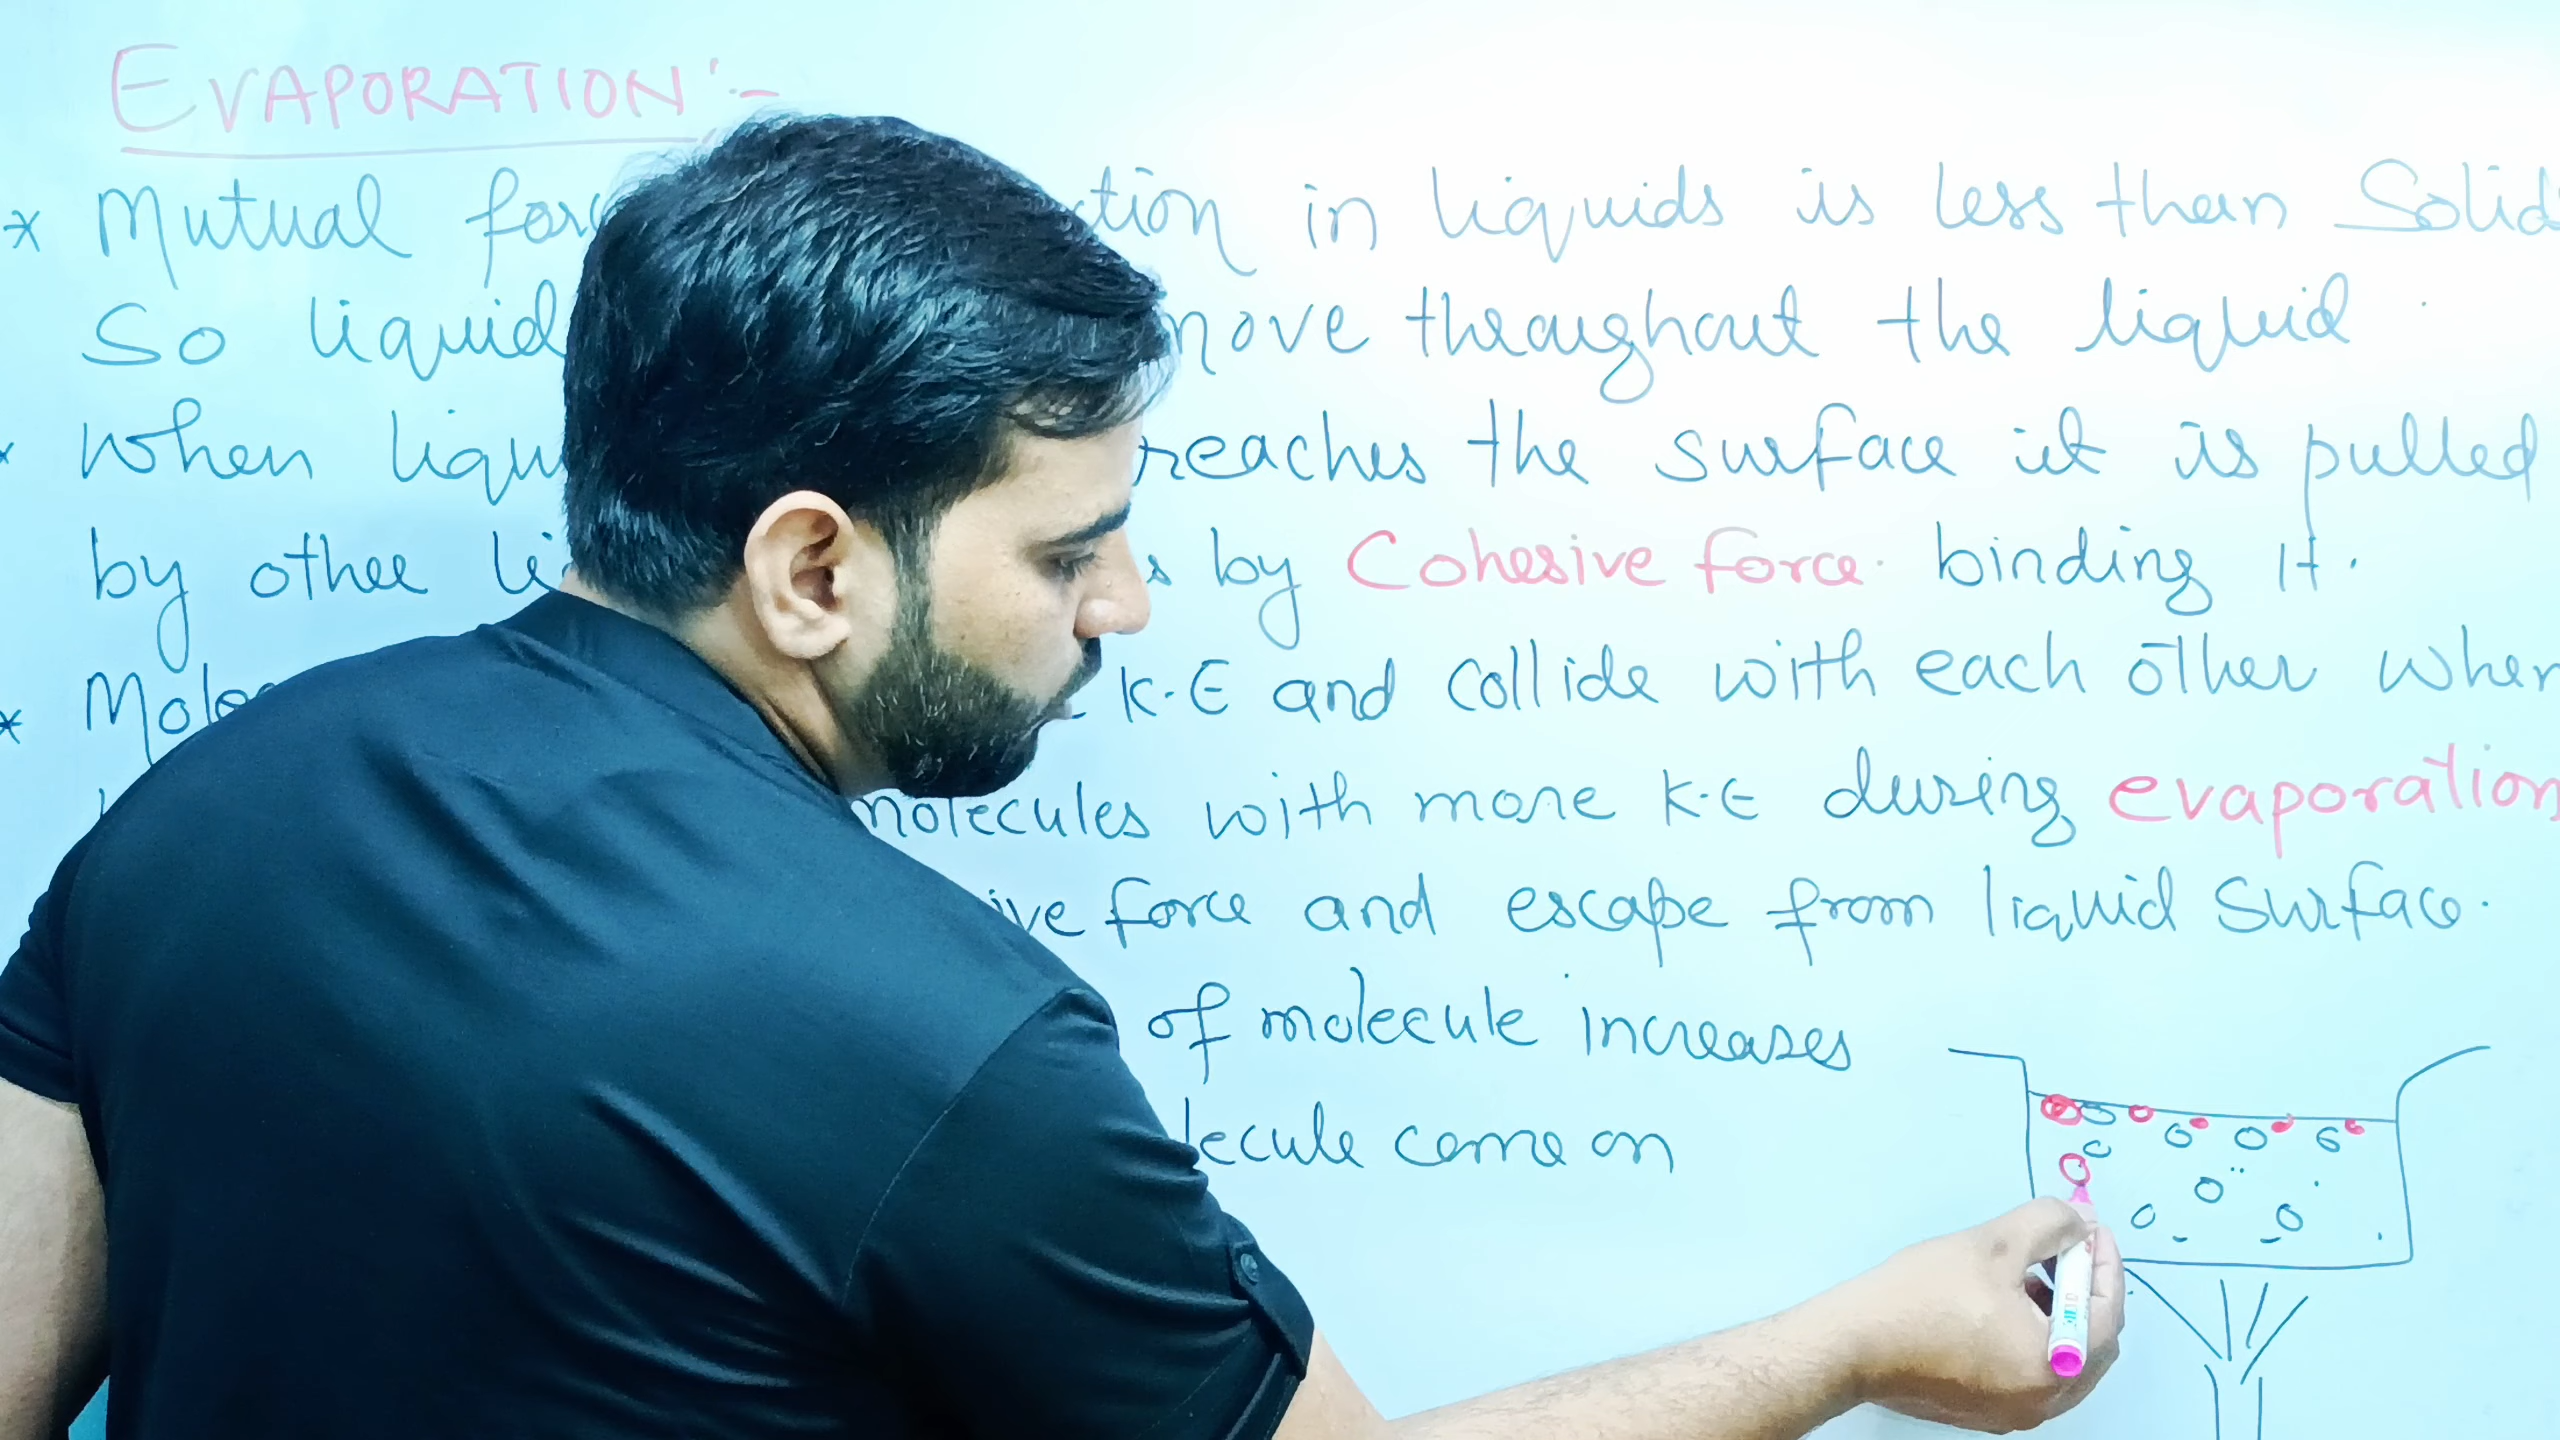 EVAPORATION :-
* Mutual forc tion in liquids is less than Solid
So liquid move throughout the liquid
* When liqu reaches the surface it is pulled
by other li s by Cohesive force binding it.
* Mole K.E and collide with each other when
molecules with more K.E during evaporation
ive force and escape from liquid surface.
of molecule increases
lecule come on